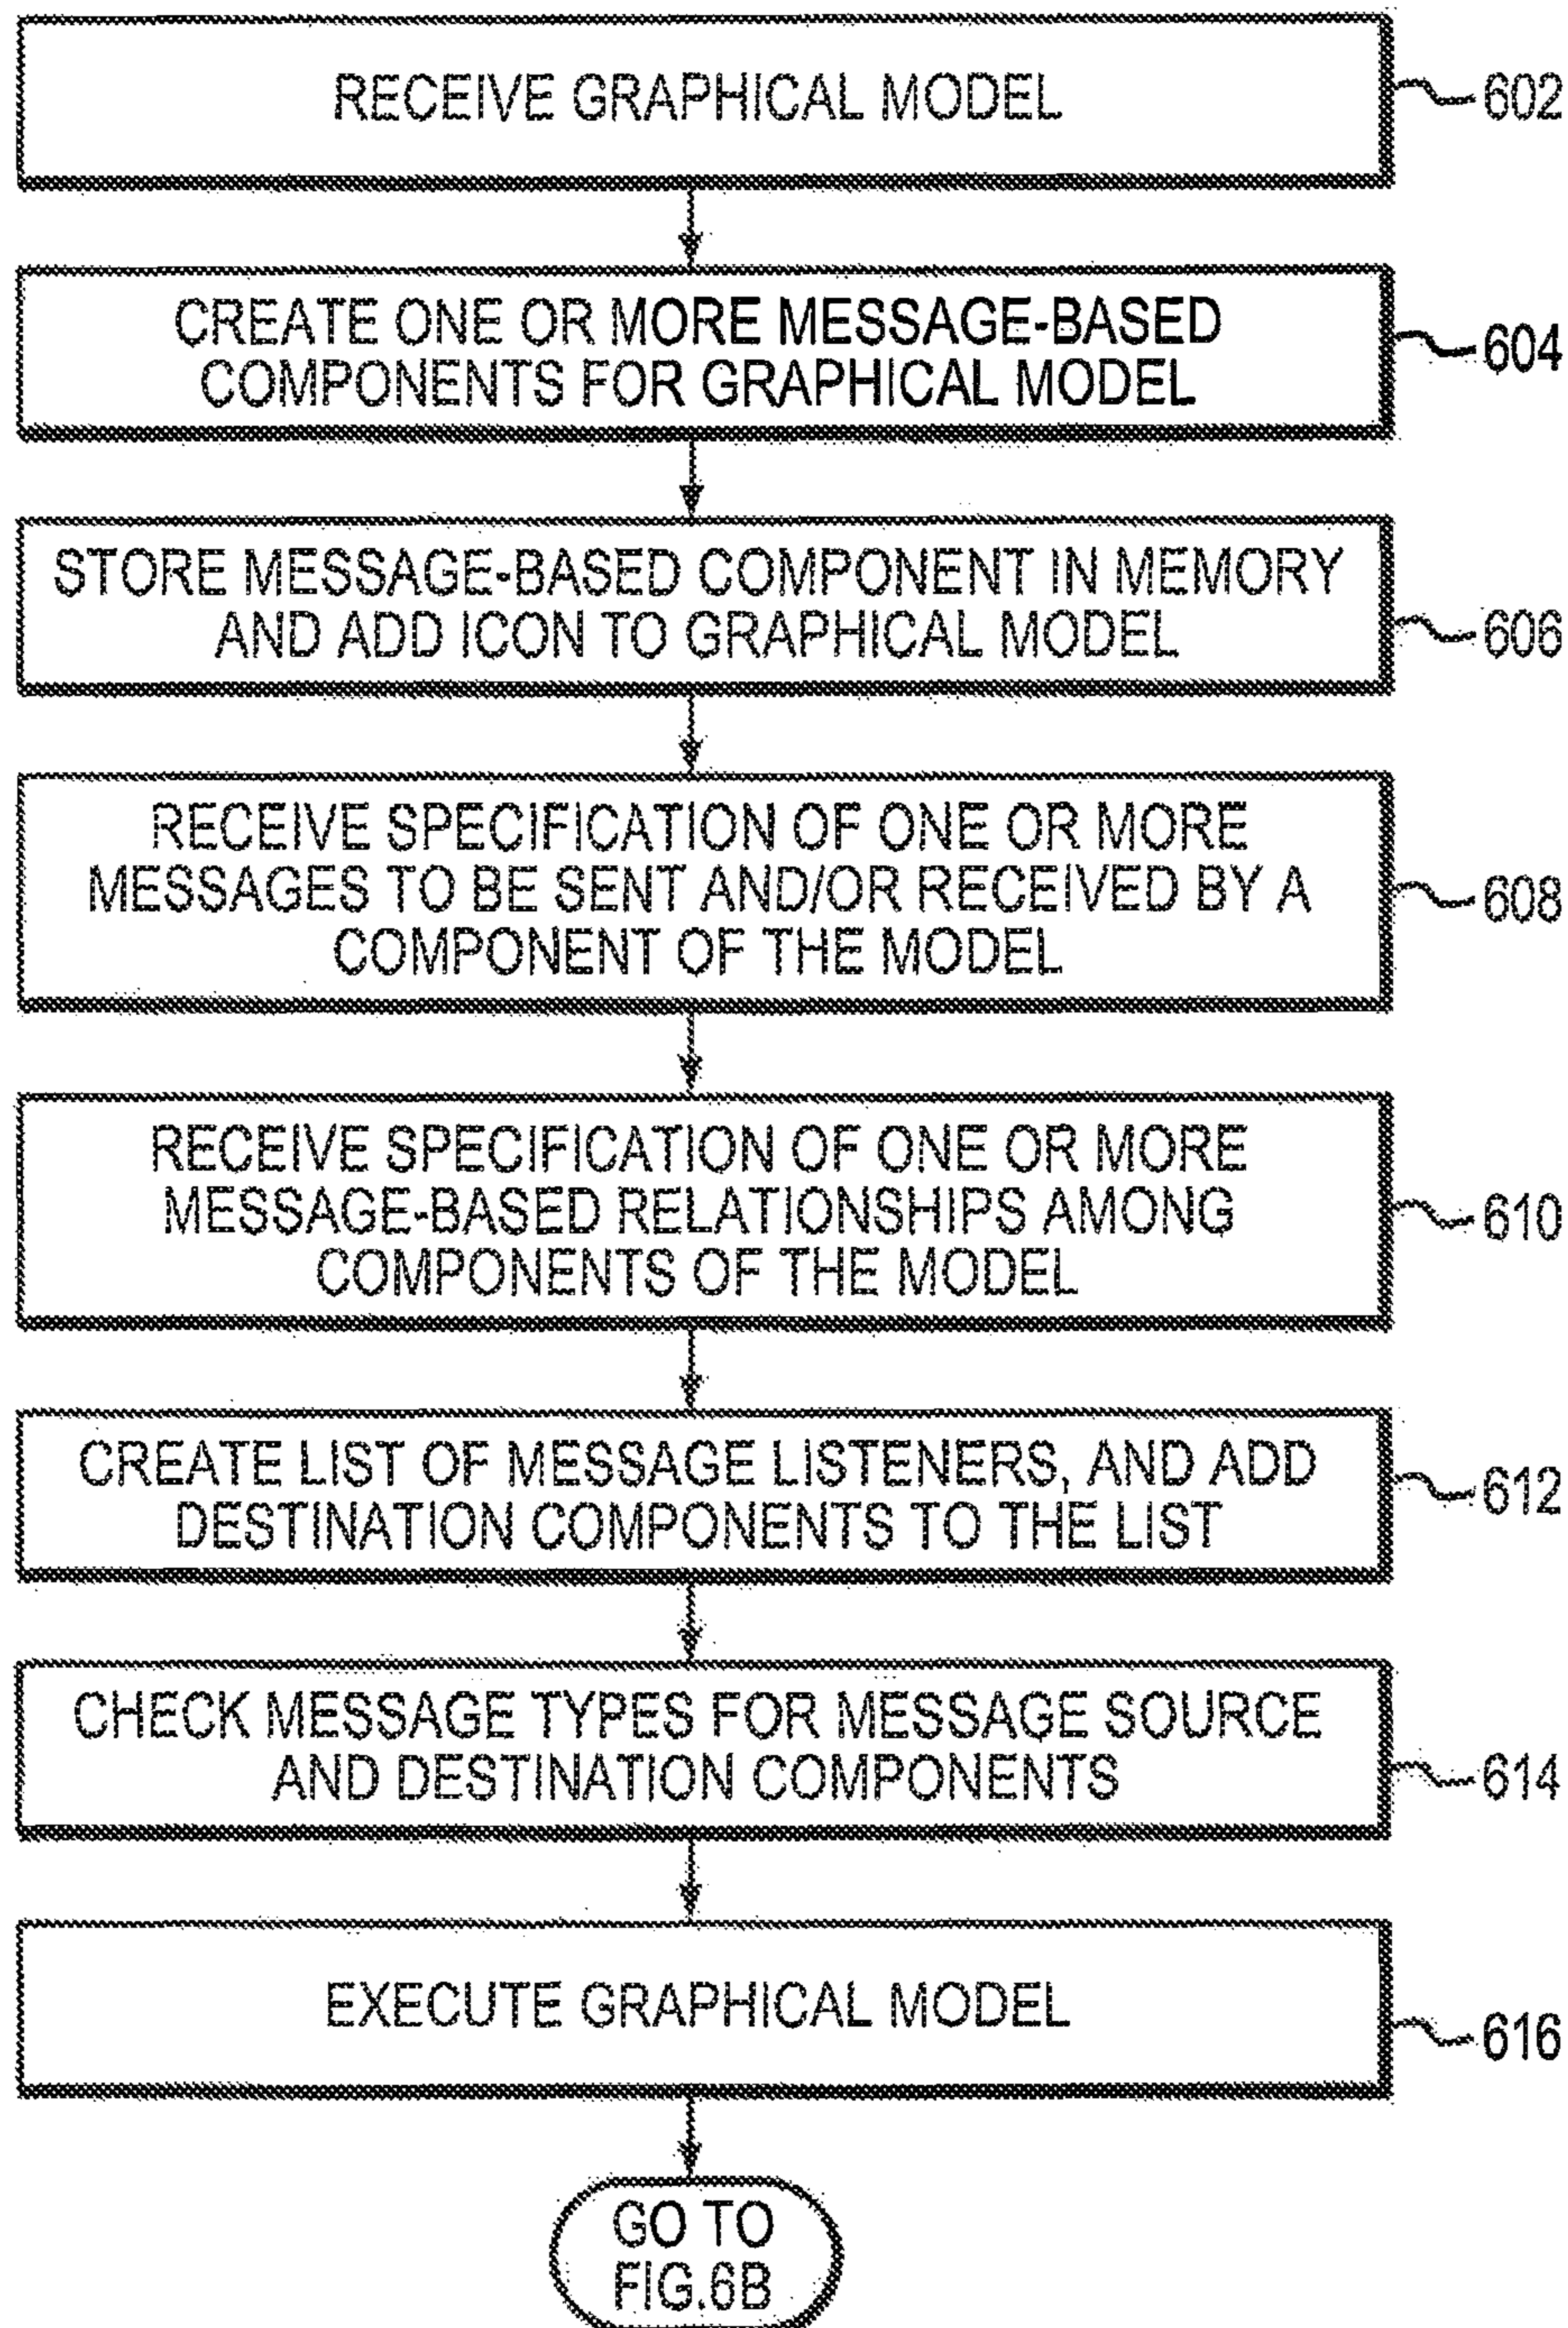 RECEIVE GRAPHICAL MODEL
602
CREATE ONE OR MORE MESSAGE-BASED
COMPONENTS FOR GRAPHICAL MODEL
604
STORE MESSAGE-BASED COMPONENT IN MEMORY
AND ADD ICON TO GRAPHICAL MODEL
606
RECEIVE SPECIFICATION OF ONE OR MORE
MESSAGES TO BE SENT AND/OR RECEIVED BY A
COMPONENT OF THE MODEL
608
RECEIVE SPECIFICATION OF ONE OR MORE
MESSAGE-BASED RELATIONSHIPS AMONG
COMPONENTS OF THE MODEL
610
CREATE LIST OF MESSAGE LISTENERS, AND ADD
DESTINATION COMPONENTS TO THE LIST
612
CHECK MESSAGE TYPES FOR MESSAGE SOURCE
AND DESTINATION COMPONENTS
614
EXECUTE GRAPHICAL MODEL
616
GO TO
FIG.6B